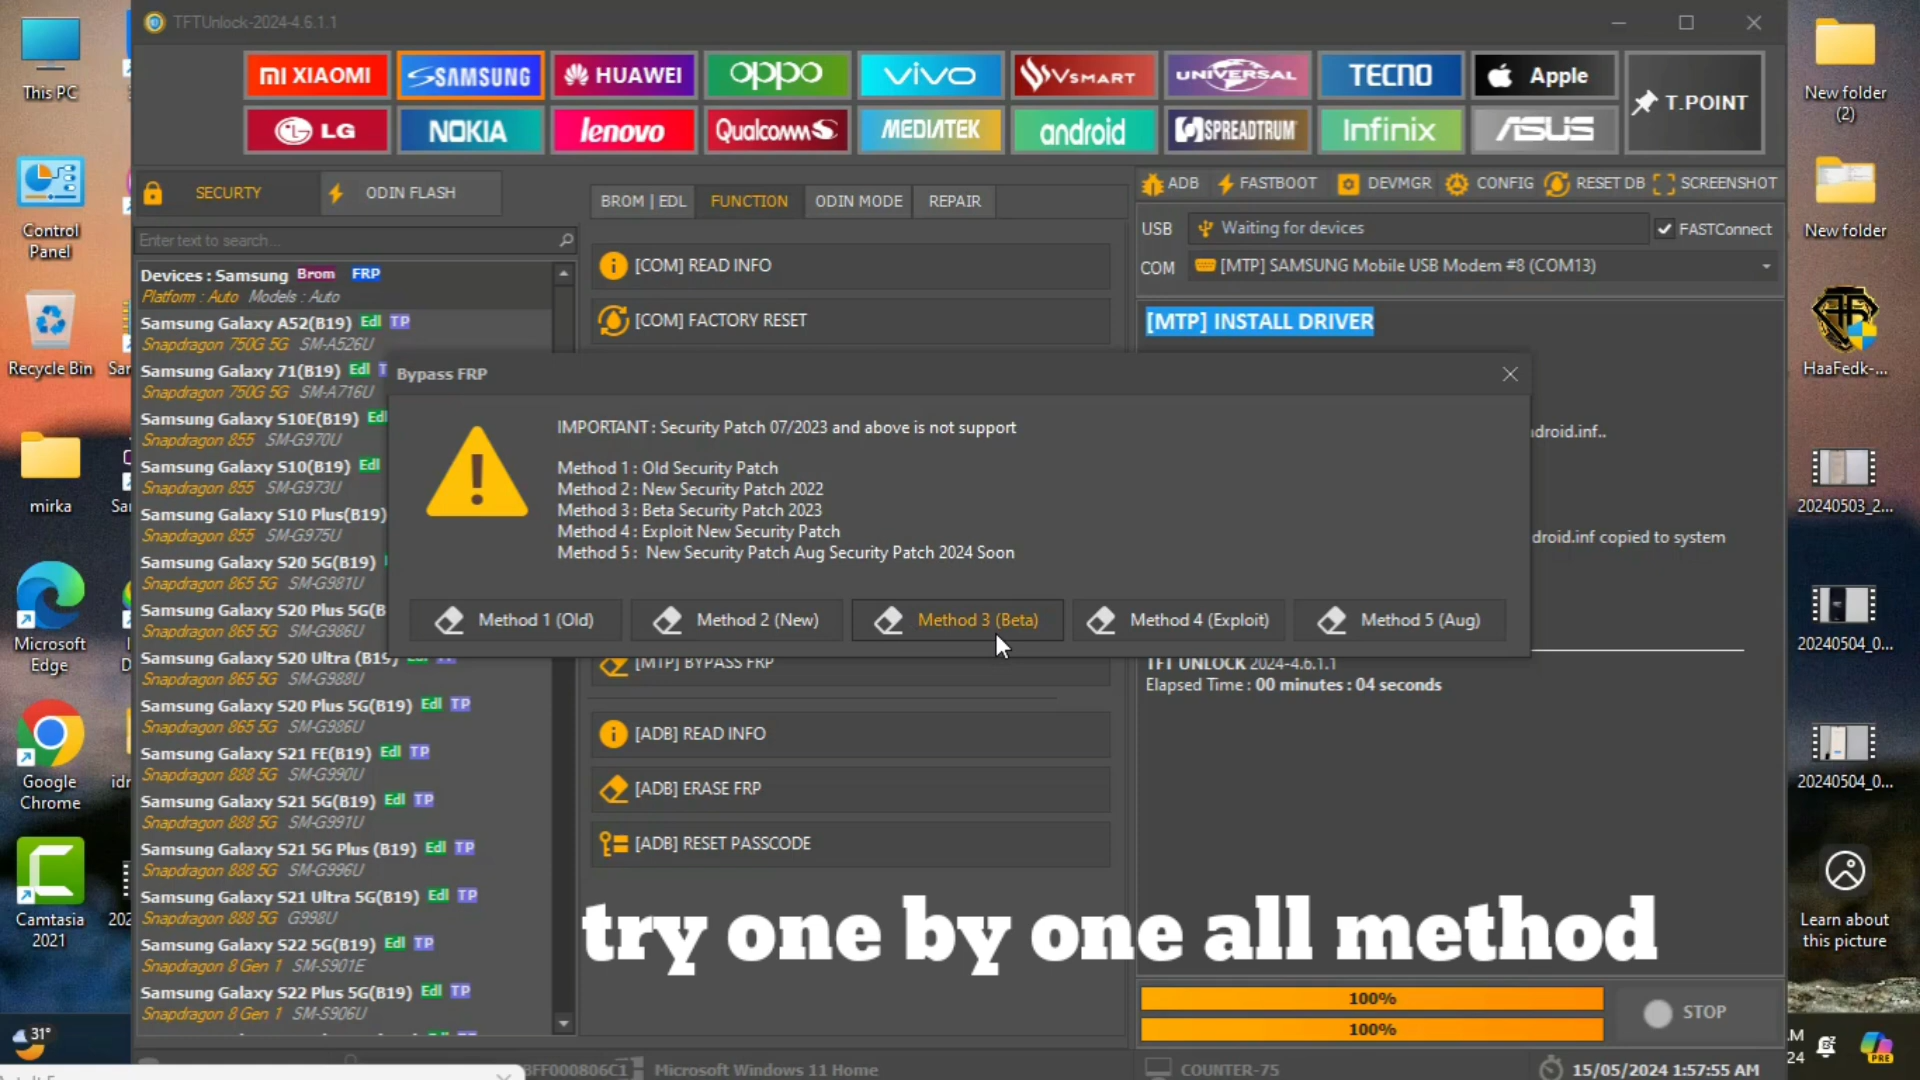 TFTUnlock-2024-4.6.1.1
MI XIAOMI
SAMSUNG
HUAWEI
oppo
vivo
VSMART
UNIVERSAL
TECNO
Apple
T.POINT
LG
NOKIA
lenovo
Qualcomm
MEDIATEK
android
SPREADTRUM
Infinix
ASUS
SECURTY
ODIN FLASH
BROM | EDL
FUNCTION
ODIN MODE
REPAIR
ADB
FASTBOOT
DEVMGR
CONFIG
RESET DB
SCREENSHOT
Enter text to search...
USB
Waiting for devices
FASTConnect
COM
[MTP] SAMSUNG Mobile USB Modem #8 (COM13)
Devices : Samsung Brom FRP
Platform : Auto Models : Auto
Samsung Galaxy A52(B19) Edl TP
Snapdragon 750G 5G SM-A526U
Samsung Galaxy 71(B19) Edl T
Snapdragon 750G 5G SM-A716U
Samsung Galaxy S10E(B19) Edl
Snapdragon 855 SM-G970U
Samsung Galaxy S10(B19) Edl
Snapdragon 855 SM-G973U
Samsung Galaxy S10 Plus(B19)
Snapdragon 855 SM-G975U
Samsung Galaxy S20 5G(B19)
Snapdragon 865 5G SM-G981U
Samsung Galaxy S20 Plus 5G(B
Snapdragon 865 5G SM-G986U
Samsung Galaxy S20 Ultra (B19)
Snapdragon 865 5G SM-G988U
Samsung Galaxy S20 Plus 5G(B19) Edl TP
Snapdragon 865 5G SM-G986U
Samsung Galaxy S21 FE(B19) Edl TP
Snapdragon 888 5G SM-G990U
Samsung Galaxy S21 5G(B19) Edl TP
Snapdragon 888 5G SM-G991U
Samsung Galaxy S21 5G Plus (B19) Edl TP
Snapdragon 888 5G SM-G996U
Samsung Galaxy S21 Ultra 5G(B19) Edl TP
Snapdragon 888 5G G998U
Samsung Galaxy S22 5G(B19) Edl TP
Snapdragon 8 Gen 1 SM-S901E
Samsung Galaxy S22 Plus 5G(B19) Edl TP
Snapdragon 8 Gen 1 SM-S906U
[COM] READ INFO
[COM] FACTORY RESET
[MTP] INSTALL DRIVER
Bypass FRP
IMPORTANT : Security Patch 07/2023 and above is not support
Method 1 : Old Security Patch
Method 2 : New Security Patch 2022
Method 3 : Beta Security Patch 2023
Method 4 : Exploit New Security Patch
Method 5 : New Security Patch Aug Security Patch 2024 Soon
Method 1 (Old)
Method 2 (New)
Method 3 (Beta)
Method 4 (Exploit)
Method 5 (Aug)
droid.inf..
droid.inf copied to system
[MTP] BYPASS FRP
[ADB] READ INFO
[ADB] ERASE FRP
[ADB] RESET PASSCODE
TFT UNLOCK 2024-4.6.1.1
Elapsed Time : 00 minutes : 04 seconds
try one by one all method
100%
100%
STOP
BFF000806C1
Microsoft Windows 11 Home
COUNTER-75
15/05/2024 1:57:55 AM
This PC
Control
Panel
Recycle Bin
Sar
mirka
Sar
Microsoft
Edge
D
Google
Chrome
idr
Camtasia
2021
202
31°
New folder
(2)
New folder
HaaFedk-...
20240503_2...
20240504_0...
20240504_0...
Learn about
this picture
M
24
PRE